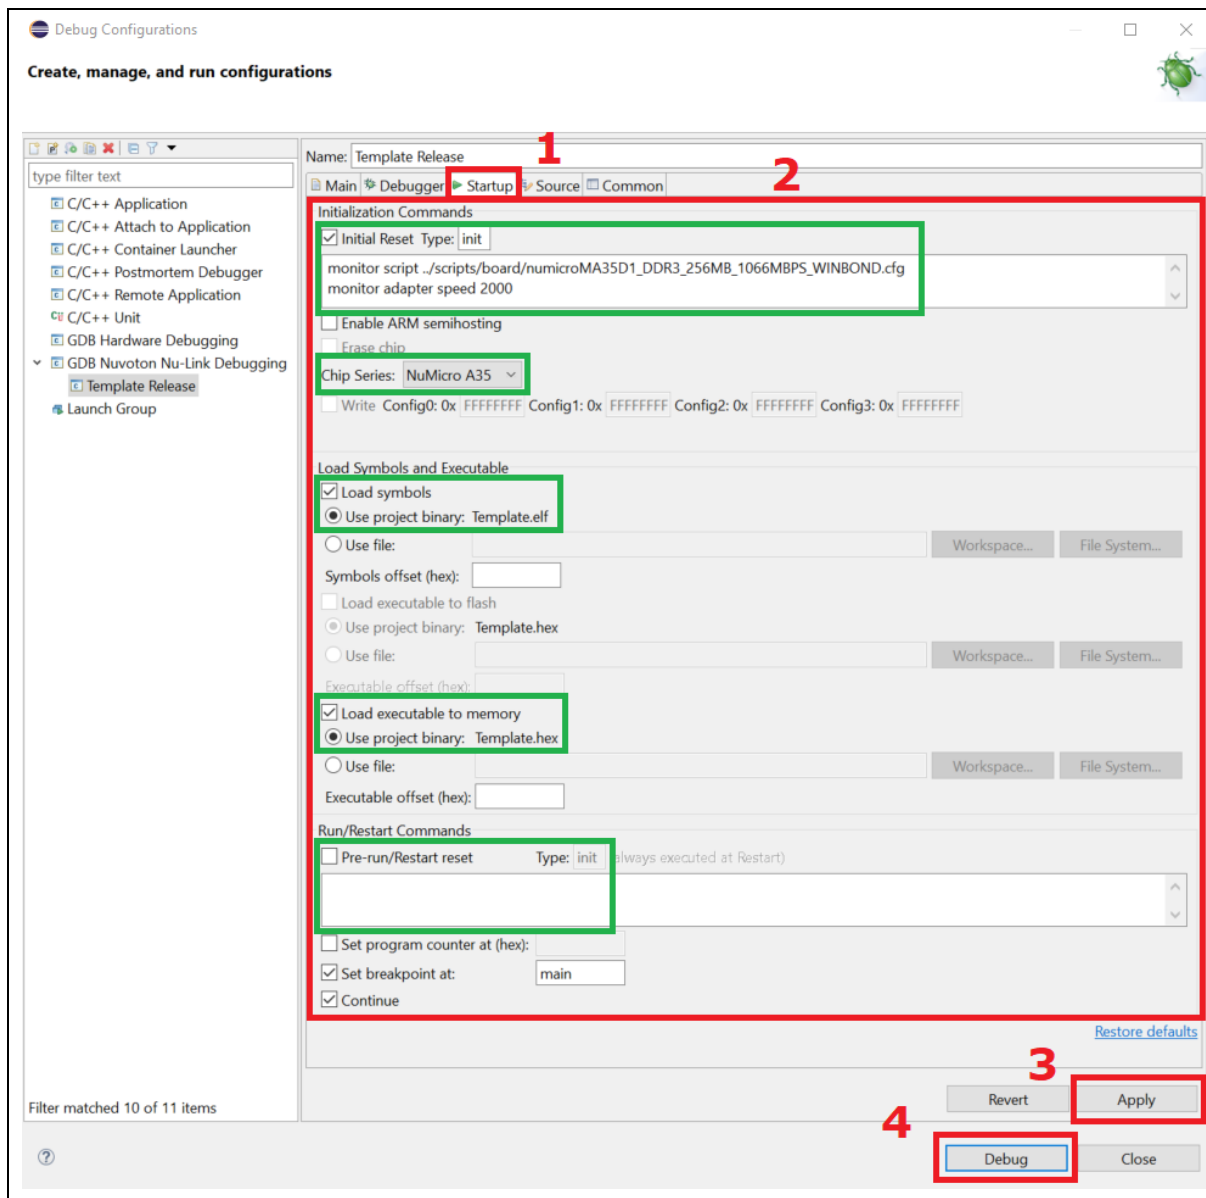 Debug Configurations
Create, manage, and run configurations
1
2
Name: Template Release
type filter text
Main Debugger Startup Source Common
C/C++ Application
C/C++ Attach to Application
C/C++ Container Launcher
C/C++ Postmortem Debugger
C/C++ Remote Application
C/C++ Unit
GDB Hardware Debugging
GDB Nuvoton Nu-Link Debugging
Template Release
Launch Group
Initialization Commands
Initial Reset Type: init
monitor script ../scripts/board/numicroMA35D1_DDR3_256MB_1066MBPS_WINBOND.cfg
monitor adapter speed 2000
Enable ARM semihosting
Erase chip
Chip Series: NuMicro A35
Write Config0: 0x FFFFFFFF Config1: 0x FFFFFFFF Config2: 0x FFFFFFFF Config3: 0x FFFFFFFF
Load Symbols and Executable
Load symbols
Use project binary: Template.elf
Use file: Workspace... File System...
Symbols offset (hex):
Load executable to flash
Use project binary: Template.hex
Use file: Workspace... File System...
Executable offset (hex):
Load executable to memory
Use project binary: Template.hex
Use file: Workspace... File System...
Executable offset (hex):
Run/Restart Commands
Pre-run/Restart reset Type: init always executed at Restart)
Set program counter at (hex):
Set breakpoint at: main
Continue
Restore defaults
3
Filter matched 10 of 11 items
Revert Apply
4
Debug Close